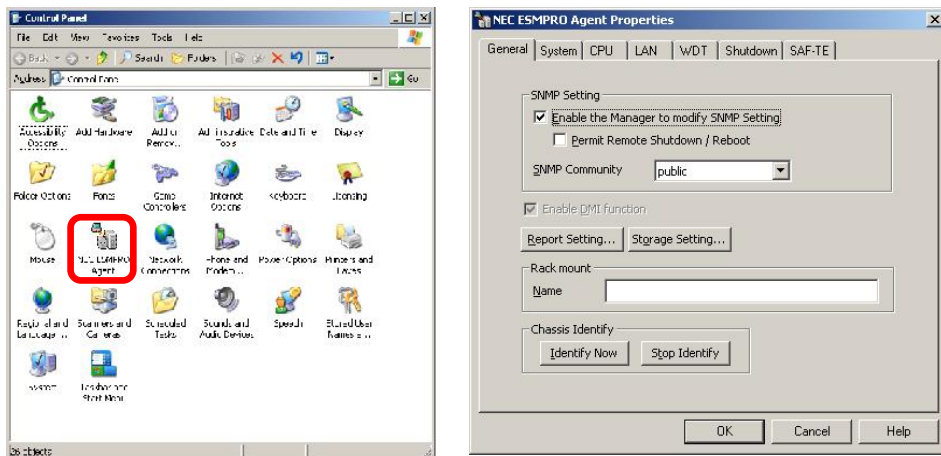 Control Panel
File Edit View Favorites Tools Help
Back Search Folders
Address Control Panel Go
Accessibility Options
Add Hardware
Add or Remov...
Administrative Tools
Date and Time
Display
Folder Options
Fonts
Game Controllers
Internet Options
Keyboard
Licensing
Mouse
NEC ESMPRO Agent
Network Connections
Phone and Modem ...
Power Options
Printers and Faxes
Regional and Language ...
Scanners and Cameras
Scheduled Tasks
Sounds and Audio Devices
Speech
Stored User Names a...
System
Taskbar and Start Menu
26 objects
NEC ESMPRO Agent Properties
General System CPU LAN WDT Shutdown SAF-TE
SNMP Setting
Enable the Manager to modify SNMP Setting
Permit Remote Shutdown / Reboot
SNMP Community public
Enable DMI function
Report Setting... Storage Setting...
Rack mount
Name
Chassis Identify
Identify Now Stop Identify
OK Cancel Help